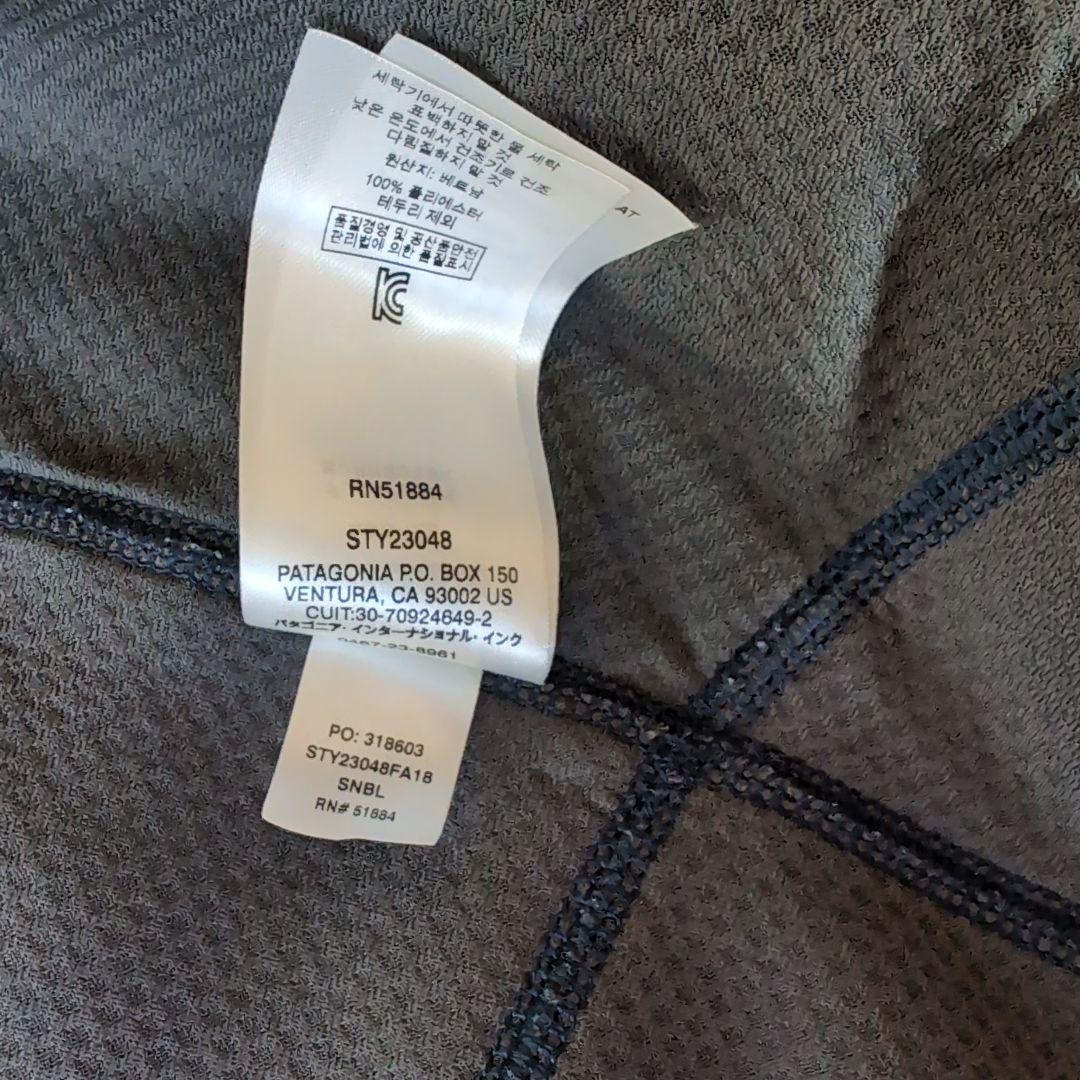 세탁기에서 따뜻한 물 세탁
표백하지 말 것
낮은 온도에서 건조기로 건조
다림질하지 말 것
원산지: 베트남
100% 폴리에스터
테두리 제외
품질경영 및 공산품안전
관리법에 의한 품질표시
AT
RN51884
STY23048
PATAGONIA P.O. BOX 150
VENTURA, CA 93002 US
CUIT:30-70924649-2
パタゴニア・インターナショナル・インク
0467-23-8961
PO: 318603
STY23048FA18
SNBL
RN# 51884